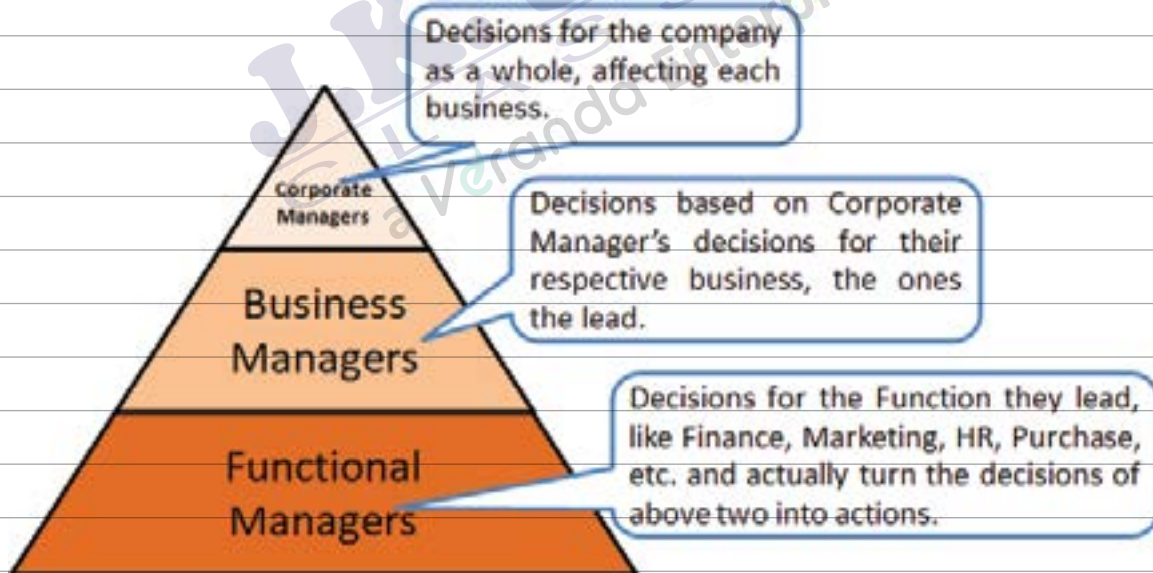 Decisions for the company
as a whole, affecting each
business.
Corporate
Managers
Decisions based on Corporate
Manager's decisions for their
respective business, the ones
the lead.
Business
Managers
Decisions for the Function they lead,
like Finance, Marketing, HR, Purchase,
etc. and actually turn the decisions of
above two into actions.
Functional
Managers
a Veranda Enterpr